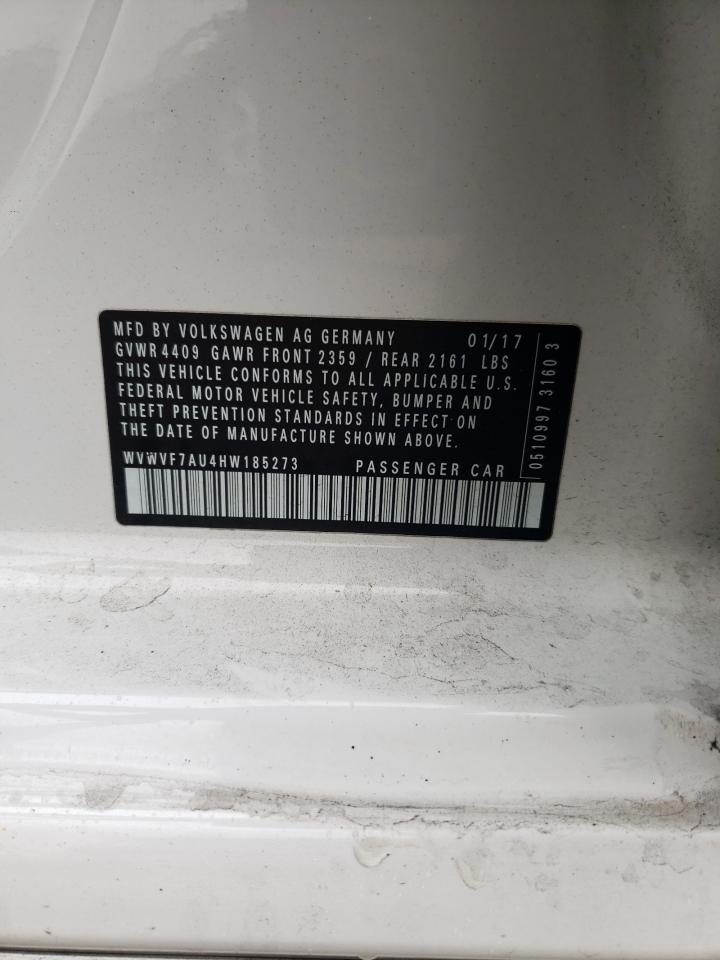 MFD BY VOLKSWAGEN AG GERMANY 01/17
GVWR 4409 GAWR FRONT 2359 / REAR 2161 LBS
THIS VEHICLE CONFORMS TO ALL APPLICABLE U.S.
FEDERAL MOTOR VEHICLE SAFETY, BUMPER AND
THEFT PREVENTION STANDARDS IN EFFECT ON
THE DATE OF MANUFACTURE SHOWN ABOVE.
WVWVF7AU4HW185273 PASSENGER CAR
0510997 3160 3